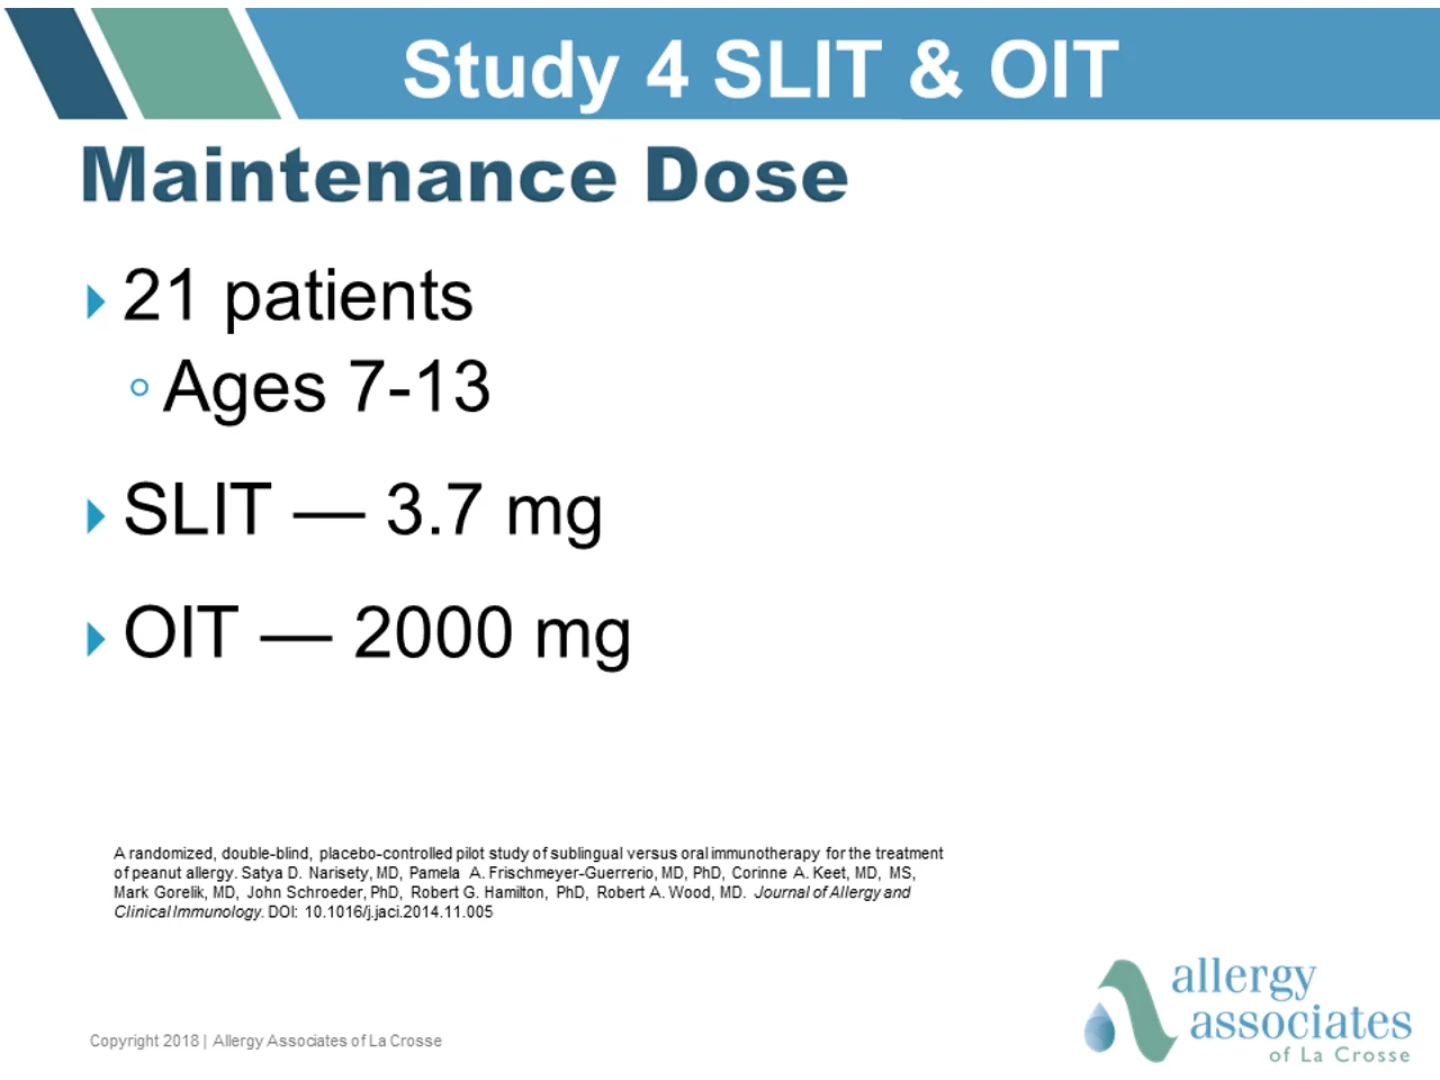 Study 4 SLIT & OIT
Maintenance Dose
21 patients
Ages 7-13
SLIT — 3.7 mg
OIT — 2000 mg
A randomized, double-blind, placebo-controlled pilot study of sublingual versus oral immunotherapy for the treatment
of peanut allergy. Satya D. Narisety, MD, Pamela A. Frischmeyer-Guerrerio, MD, PhD, Corinne A. Keet, MD, MS,
Mark Gorelik, MD, John Schroeder, PhD, Robert G. Hamilton, PhD, Robert A. Wood, MD. Journal of Allergy and
Clinical Immunology. DOI: 10.1016/j.jaci.2014.11.005
allergy
associates
of La Crosse
Copyright 2018 | Allergy Associates of La Crosse